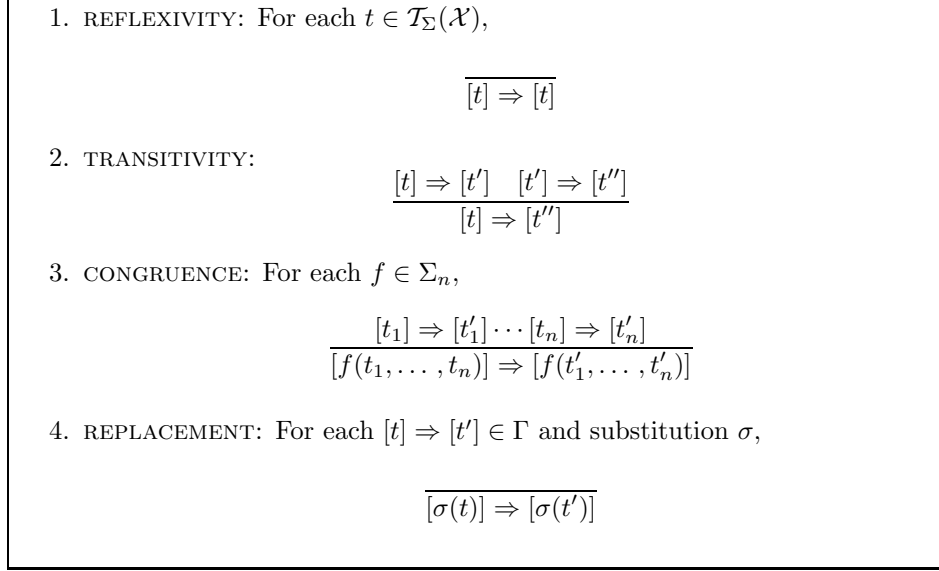 1. REFLEXIVITY: For each t ∈ 𝒯_Σ(𝒳),
[t] ⇒ [t]
2. TRANSITIVITY:
[t] ⇒ [t′]   [t′] ⇒ [t″]
[t] ⇒ [t″]
3. CONGRUENCE: For each f ∈ Σ_n,
[t_1] ⇒ [t′_1] ⋯ [t_n] ⇒ [t′_n]
[f(t_1, … , t_n)] ⇒ [f(t′_1, … , t′_n)]
4. REPLACEMENT: For each [t] ⇒ [t′] ∈ Γ and substitution σ,
[σ(t)] ⇒ [σ(t′)]